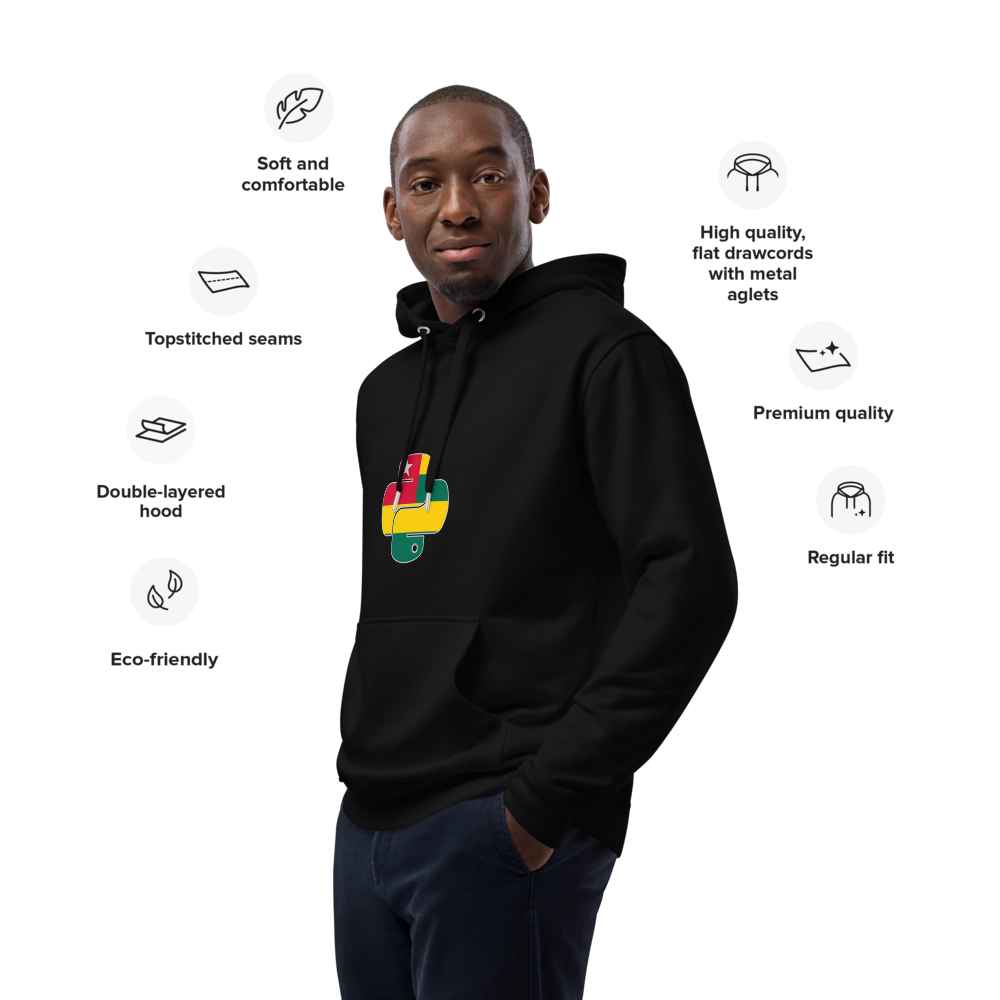 Soft and
comfortable
High quality,
flat drawcords
with metal
aglets
Topstitched seams
Premium quality
Double-layered
hood
Regular fit
Eco-friendly